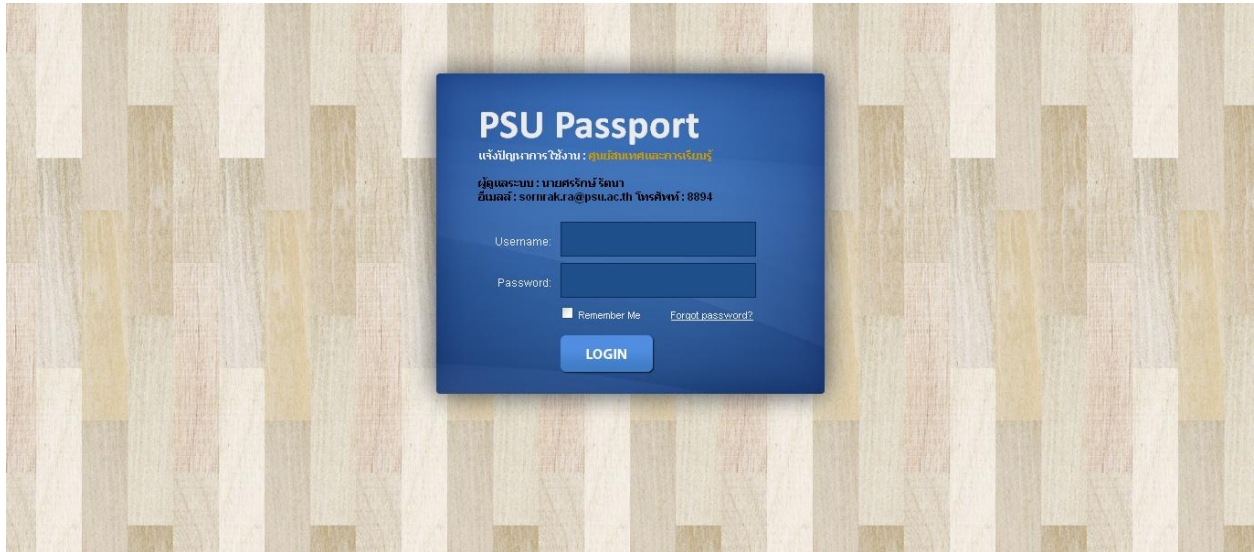 PSU Passport
แจ้งปัญหาการใช้งาน : ศูนย์สนเทศและการเรียนรู้
ผู้ดูแลระบบ : นายศรรักษ์ รัตนา
อีเมลล์ : sornrak.ra@psu.ac.th โทรศัพท์ : 8894
Username:
Password:
Remember Me Forgot password?
LOGIN